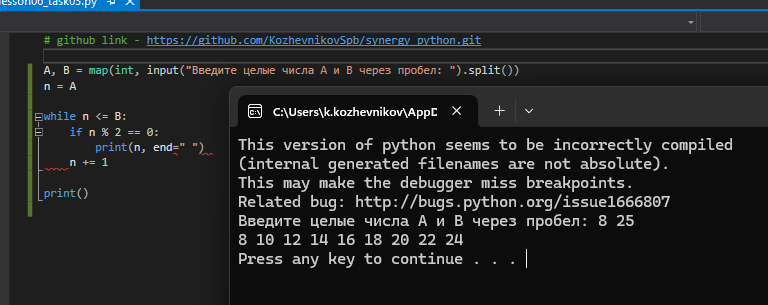 lesson06_task03.py
# github link - https://github.com/KozhevnikovSpb/synergy_python.git
A, B = map(int, input("Введите целые числа A и B через пробел: ").split())
n = A
while n <= B:
if n % 2 == 0:
print(n, end=" ")
n += 1
print()
C:\Users\k.kozhevnikov\AppD
This version of python seems to be incorrectly compiled
(internal generated filenames are not absolute).
This may make the debugger miss breakpoints.
Related bug: http://bugs.python.org/issue1666807
Введите целые числа A и B через пробел: 8 25
8 10 12 14 16 18 20 22 24
Press any key to continue . . .